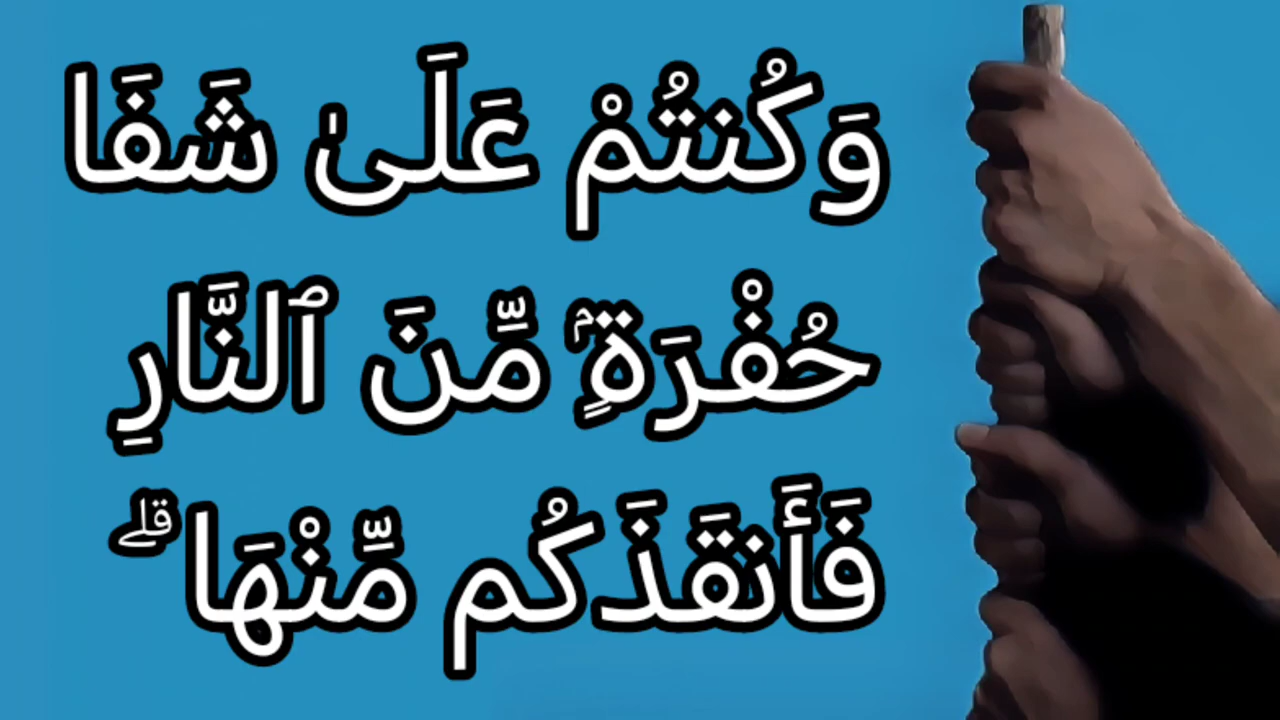 وَكُنتُمْ عَلَىٰ شَفَا
حُفْرَةٍۢ مِّنَ ٱلنَّارِ
فَأَنقَذَكُم مِّنْهَا ۗ